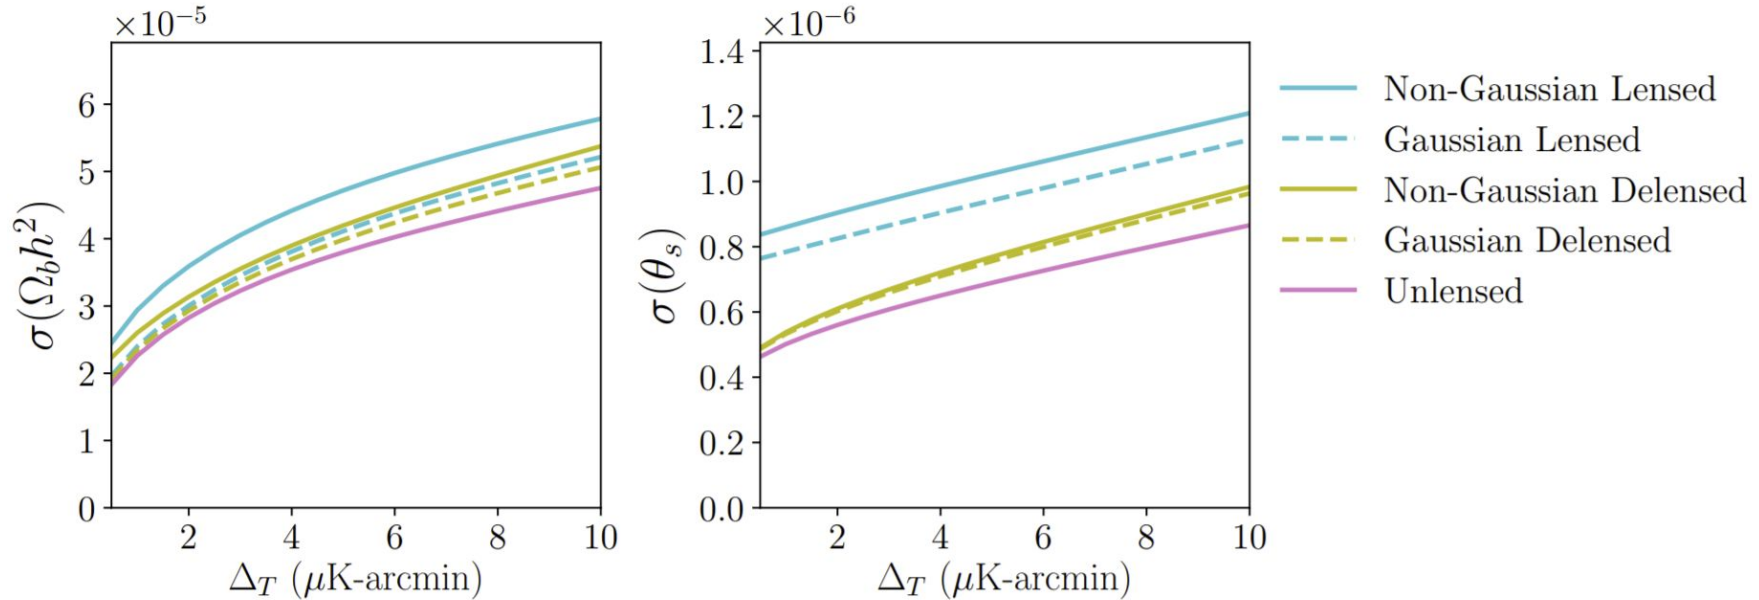 ×10⁻⁵
σ(Ω_b h²)
6
5
4
3
2
1
0
2 4 6 8 10
Δ_T (μK-arcmin)
×10⁻⁶
σ(θ_s)
1.4
1.2
1.0
0.8
0.6
0.4
0.2
0.0
2 4 6 8 10
Δ_T (μK-arcmin)
Non-Gaussian Lensed
Gaussian Lensed
Non-Gaussian Delensed
Gaussian Delensed
Unlensed